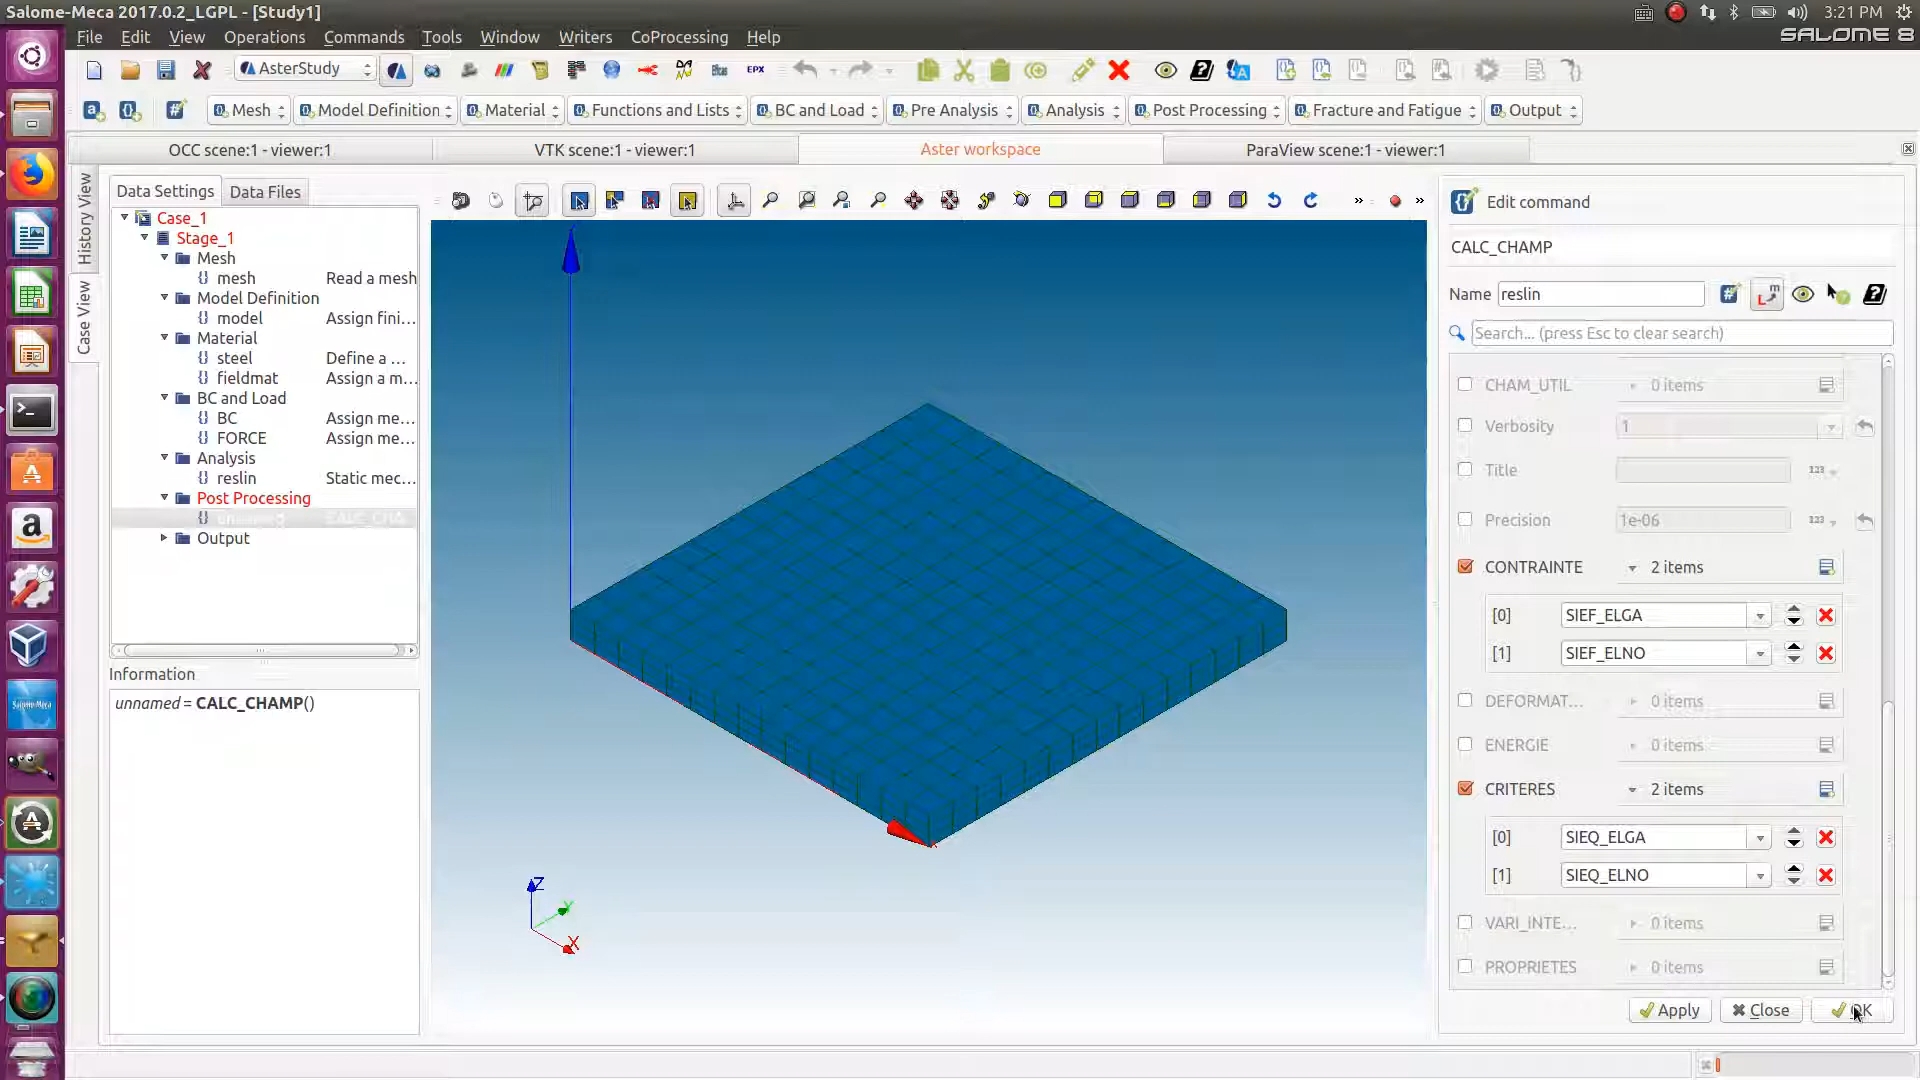 Salome-Meca 2017.0.2_LGPL - [Study1]
3:21 PM
File Edit View Operations Commands Tools Window Writers CoProcessing Help
SALOME 8
AsterStudy
EPX
Mesh Model Definition Material Functions and Lists BC and Load Pre Analysis Analysis Post Processing Fracture and Fatigue Output
OCC scene:1 - viewer:1 VTK scene:1 - viewer:1 Aster workspace ParaView scene:1 - viewer:1
History View
Case View
Data Settings Data Files
Case_1
Stage_1
Mesh
mesh Read a mesh
Model Definition
model Assign fini...
Material
steel Define a ...
fieldmat Assign a m...
BC and Load
BC Assign me...
FORCE Assign me...
Analysis
reslin Static mec...
Post Processing
unnamed CALC_CHA
Output
Information
unnamed = CALC_CHAMP()
Z
Y
X
Edit command
CALC_CHAMP
Name reslin
Search... (press Esc to clear search)
CHAM_UTIL 0 items
Verbosity 1
Title 123
Precision 1e-06 123
CONTRAINTE 2 items
[0] SIEF_ELGA
[1] SIEF_ELNO
DEFORMAT... 0 items
ENERGIE 0 items
CRITERES 2 items
[0] SIEQ_ELGA
[1] SIEQ_ELNO
VARI_INTE... 0 items
PROPRIETES 0 items
Apply Close OK